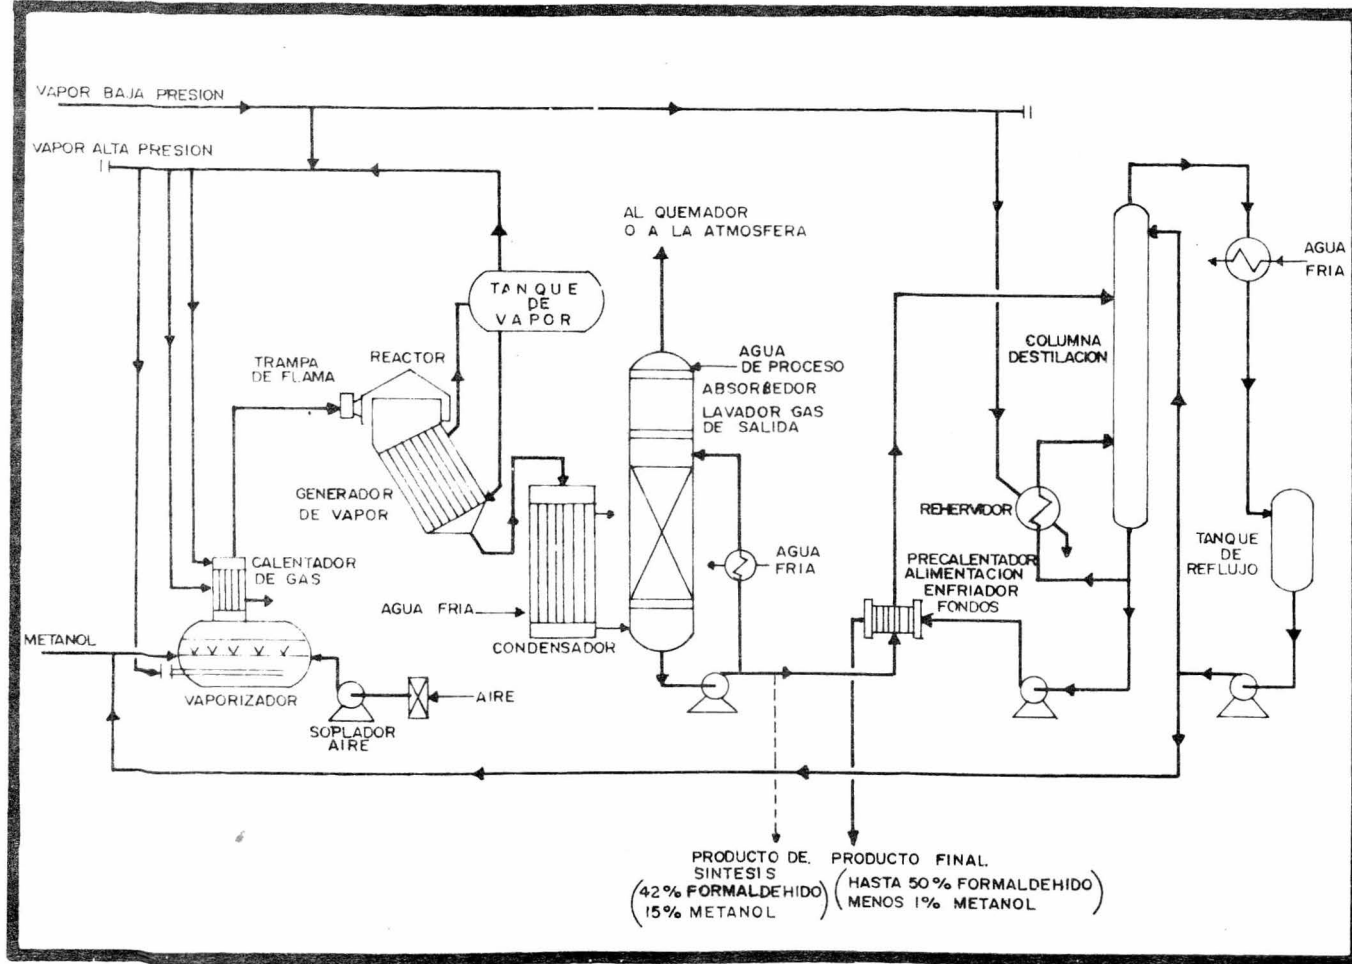 VAPOR BAJA PRESION
VAPOR ALTA PRESION
AL QUEMADOR
O A LA ATMOSFERA
AGUA
FRIA
TANQUE
DE
VAPOR
REACTOR
TRAMPA
DE FLAMA
AGUA
DE PROCESO
ABSORBEDOR
LAVADOR GAS
DE SALIDA
COLUMNA
DESTILACION
GENERADOR
DE VAPOR
REHERVIDOR
TANQUE
DE
REFLUJO
CALENTADOR
DE GAS
AGUA
FRIA
PRECALENTADOR
ALIMENTACION
ENFRIADOR
FONDOS
AGUA FRIA
METANOL
CONDENSADOR
VAPORIZADOR
AIRE
SOPLADOR
AIRE
PRODUCTO DE.
SINTESIS
(42% FORMALDEHIDO)
15% METANOL
PRODUCTO FINAL.
(HASTA 50% FORMALDEHIDO)
MENOS 1% METANOL